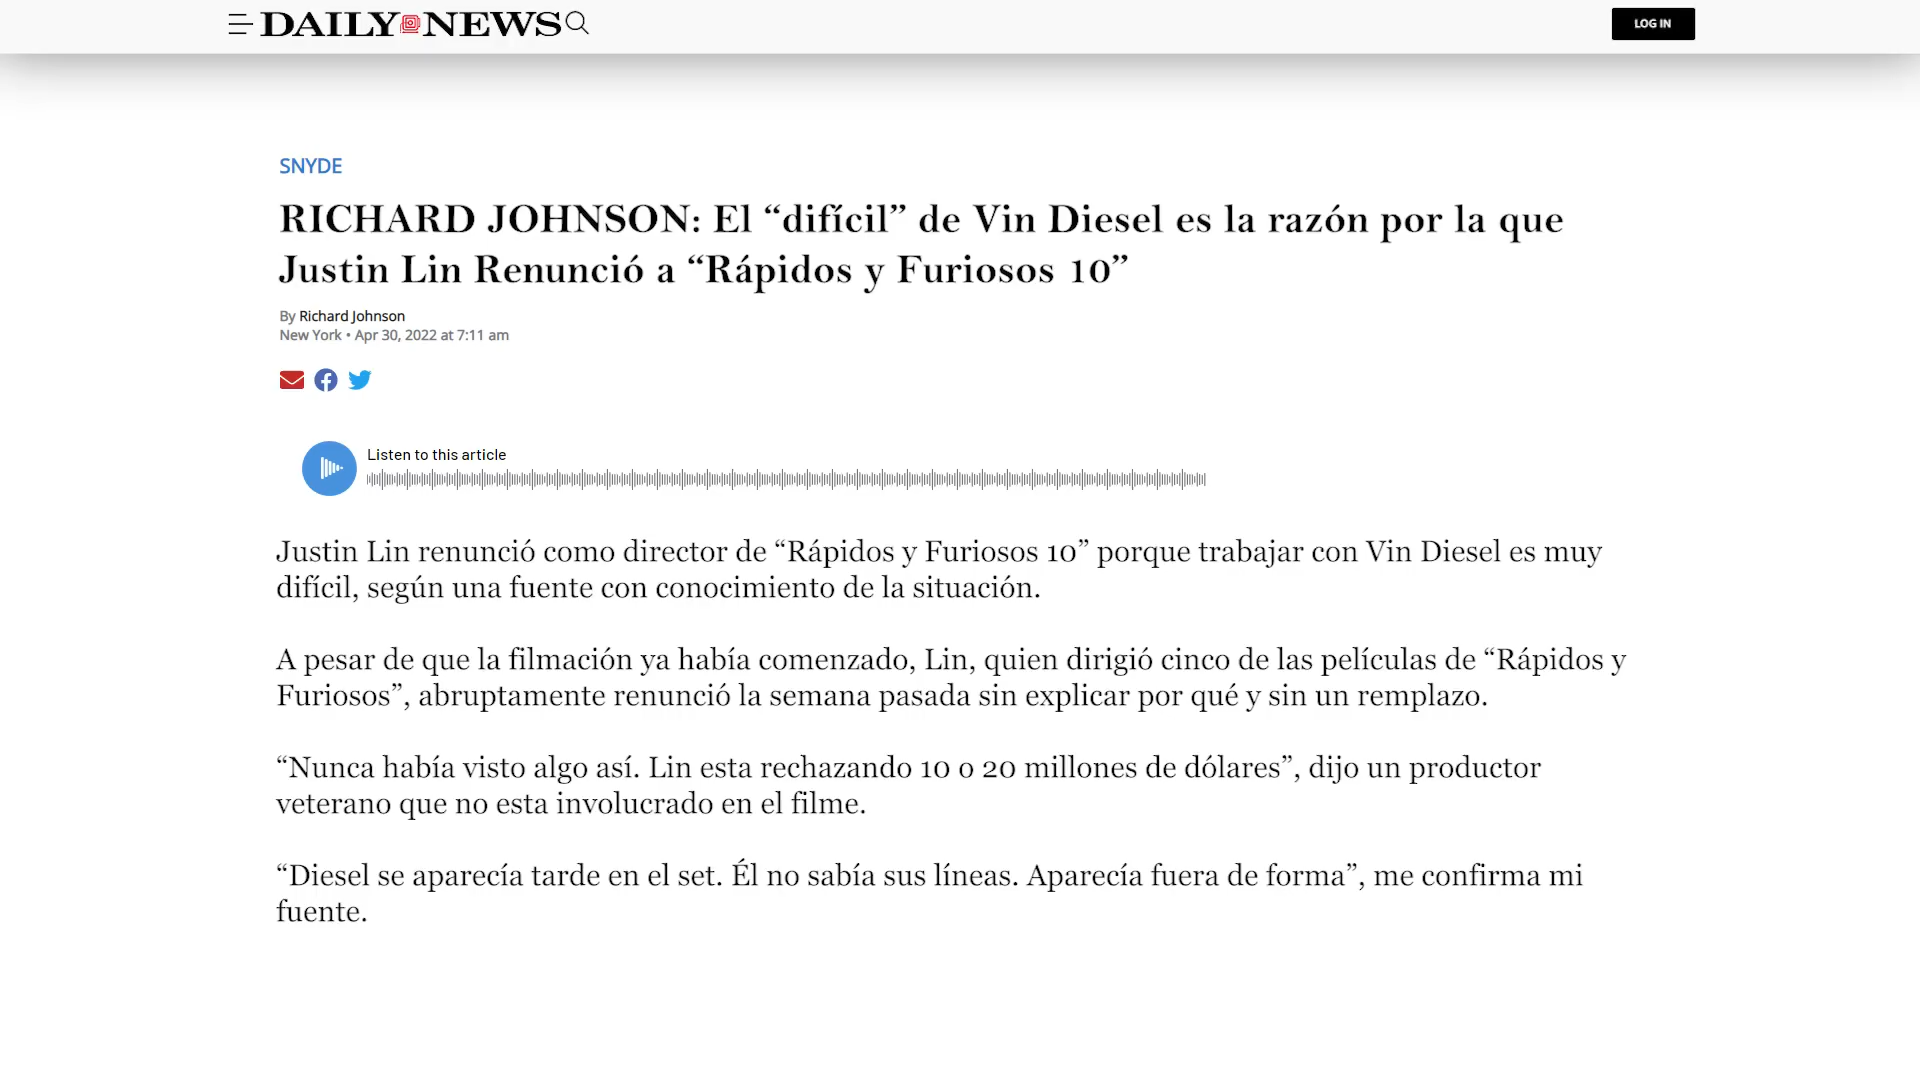 DAILY NEWS
LOG IN
SNYDE
RICHARD JOHNSON: El “difícil” de Vin Diesel es la razón por la que
Justin Lin Renunció a “Rápidos y Furiosos 10”
By Richard Johnson
New York • Apr 30, 2022 at 7:11 am
Listen to this article
Justin Lin renunció como director de “Rápidos y Furiosos 10” porque trabajar con Vin Diesel es muy
difícil, según una fuente con conocimiento de la situación.
A pesar de que la filmación ya había comenzado, Lin, quien dirigió cinco de las películas de “Rápidos y
Furiosos”, abruptamente renunció la semana pasada sin explicar por qué y sin un remplazo.
“Nunca había visto algo así. Lin esta rechazando 10 o 20 millones de dólares”, dijo un productor
veterano que no esta involucrado en el filme.
“Diesel se aparecía tarde en el set. Él no sabía sus líneas. Aparecía fuera de forma”, me confirma mi
fuente.